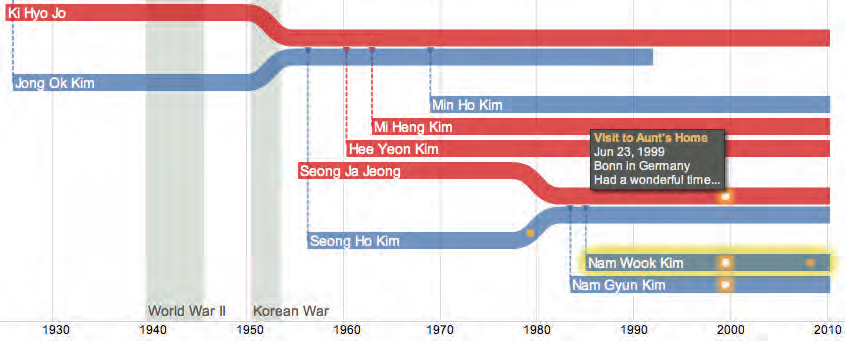 Ki Hyo Jo
Jong Ok Kim
Min Ho Kim
Mi Heng Kim
Visit to Aunt's Home
Jun 23, 1999
Bonn in Germany
Had a wonderful time...
Hee Yeon Kim
Seong Ja Jeong
Seong Ho Kim
Nam Wook Kim
Nam Gyun Kim
World War II Korean War
1930 1940 1950 1960 1970 1980 1990 2000 2010